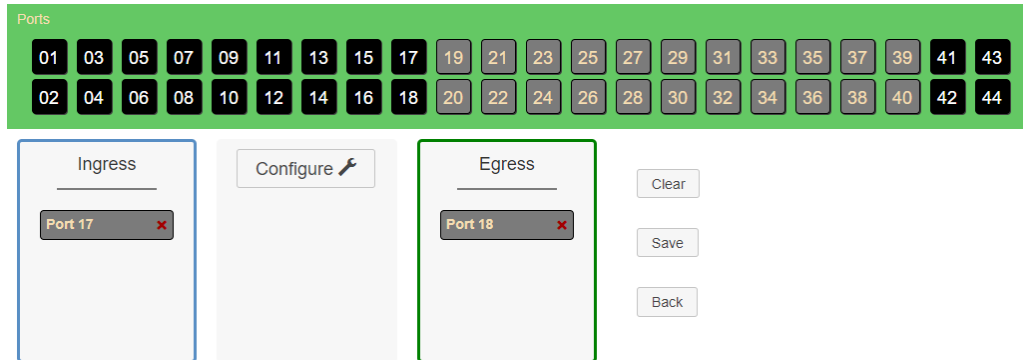 Ports
01 03 05 07 09 11 13 15 17 19 21 23 25 27 29 31 33 35 37 39 41 43
02 04 06 08 10 12 14 16 18 20 22 24 26 28 30 32 34 36 38 40 42 44
Ingress
Port 17
Configure
Egress
Port 18
Clear
Save
Back